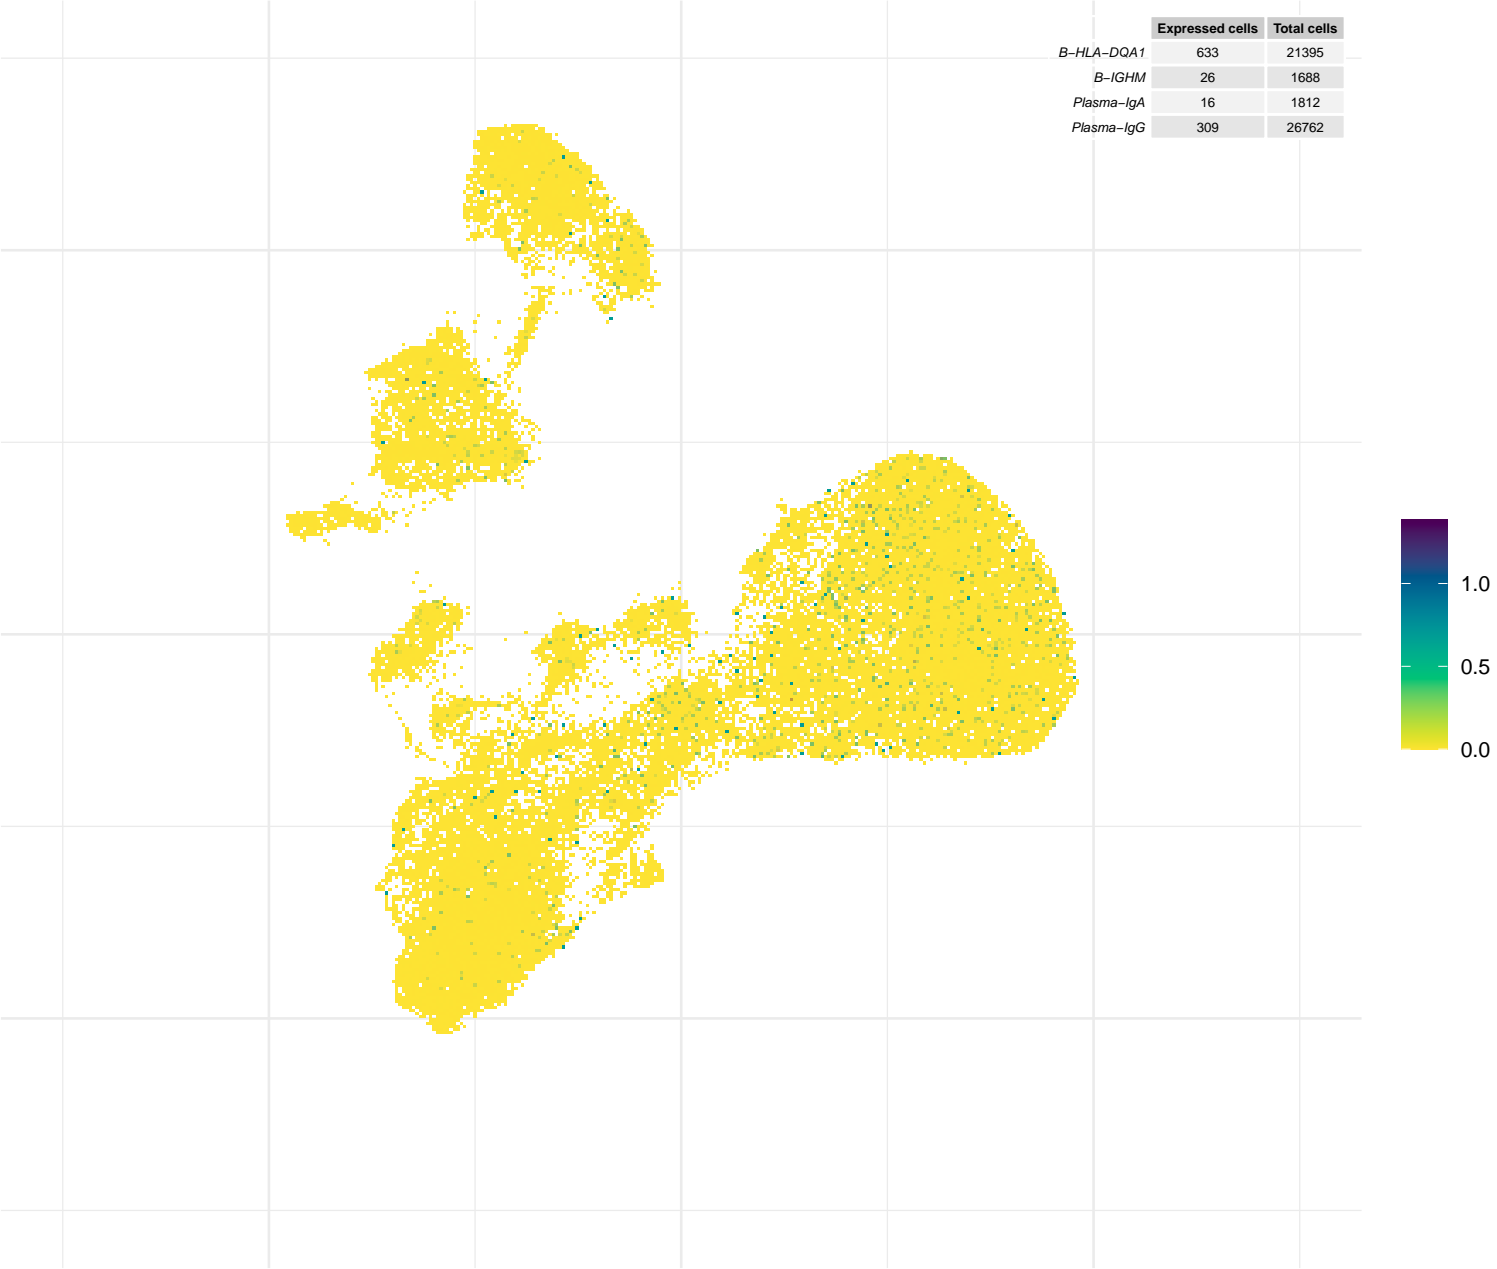 Expressed cells Total cells
B−HLA−DQA1 633 21395
B−IGHM 26 1688
Plasma−IgA 16 1812
Plasma−IgG 309 26762
1.0
0.5
0.0